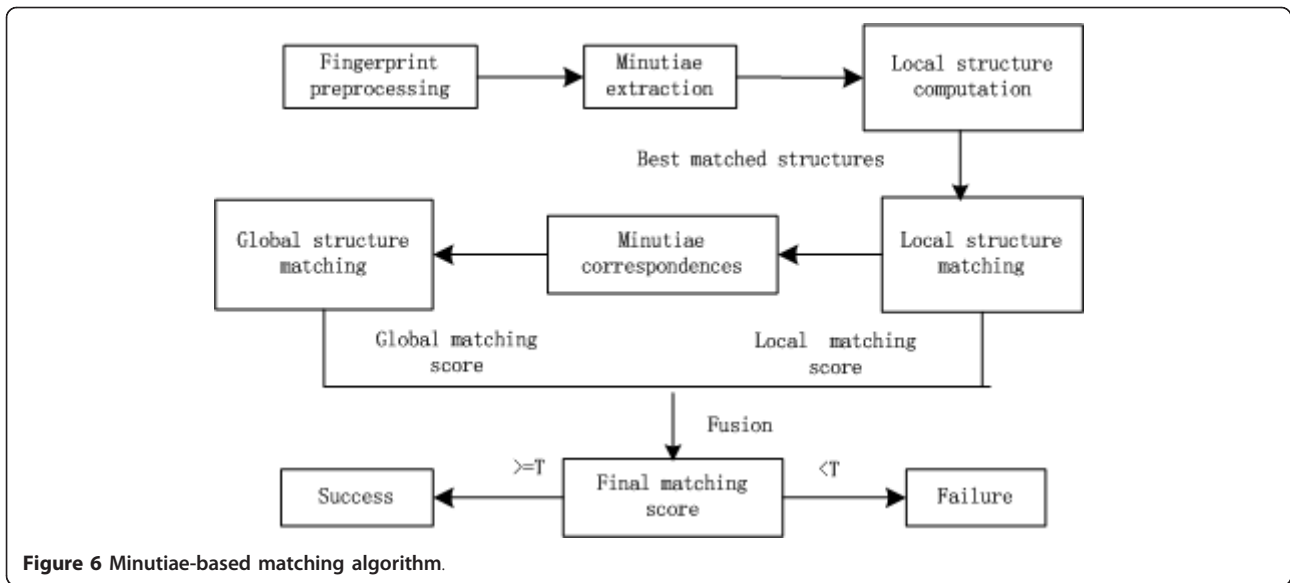 Fingerprint
preprocessing
Minutiae
extraction
Local structure
computation
Best matched structures
Global structure
matching
Minutiae
correspondences
Local structure
matching
Global matching
score
Local matching
score
Fusion
>=T
<T
Success
Final matching
score
Failure
Figure 6 Minutiae-based matching algorithm.